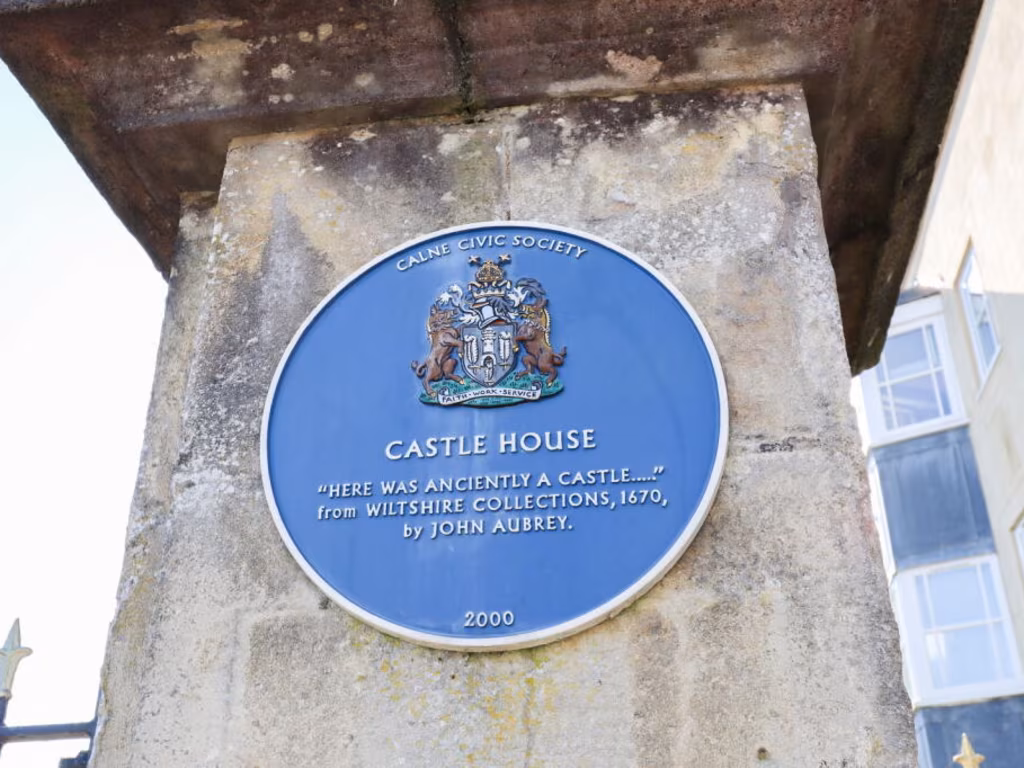 CALNE CIVIC SOCIETY
FAITH · WORK · SERVICE
CASTLE HOUSE
“HERE WAS ANCIENTLY A CASTLE.....”
from WILTSHIRE COLLECTIONS, 1670,
by JOHN AUBREY.
2000